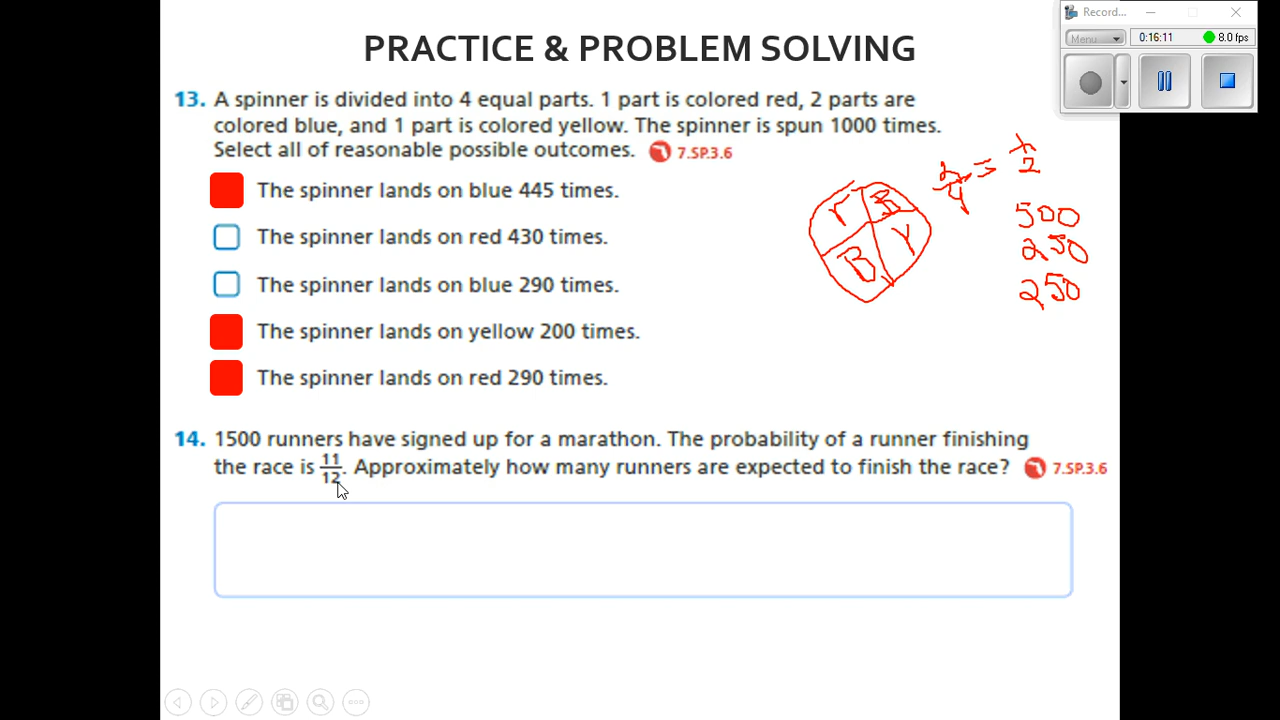 Record...
Menu
0:16:11
8.0 fps
PRACTICE & PROBLEM SOLVING
13. A spinner is divided into 4 equal parts. 1 part is colored red, 2 parts are
colored blue, and 1 part is colored yellow. The spinner is spun 1000 times.
Select all of reasonable possible outcomes. 7.SP.3.6
The spinner lands on blue 445 times.
The spinner lands on red 430 times.
The spinner lands on blue 290 times.
The spinner lands on yellow 200 times.
The spinner lands on red 290 times.
r B
B Y
2/4 = 1/2
500
250
250
14. 1500 runners have signed up for a marathon. The probability of a runner finishing
the race is 11/12. Approximately how many runners are expected to finish the race? 7.SP.3.6